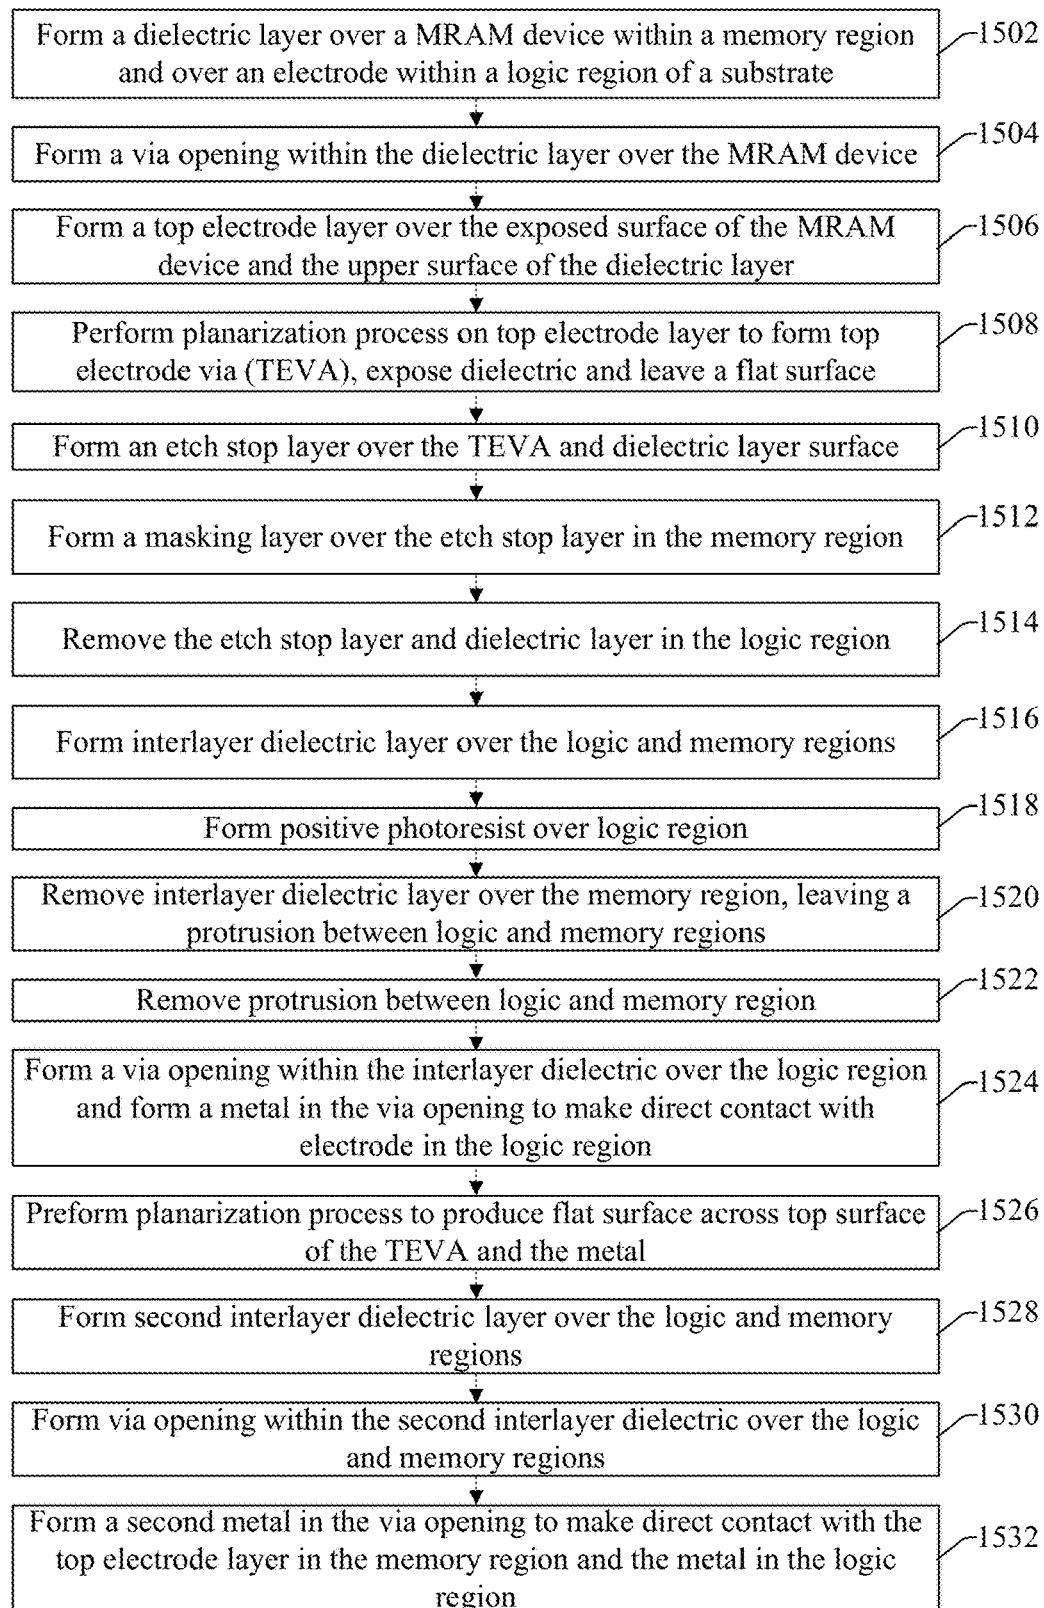 Form a dielectric layer over a MRAM device within a memory region
and over an electrode within a logic region of a substrate
1502
Form a via opening within the dielectric layer over the MRAM device
1504
Form a top electrode layer over the exposed surface of the MRAM
device and the upper surface of the dielectric layer
1506
Perform planarization process on top electrode layer to form top
electrode via (TEVA), expose dielectric and leave a flat surface
1508
Form an etch stop layer over the TEVA and dielectric layer surface
1510
Form a masking layer over the etch stop layer in the memory region
1512
Remove the etch stop layer and dielectric layer in the logic region
1514
Form interlayer dielectric layer over the logic and memory regions
1516
Form positive photoresist over logic region
1518
Remove interlayer dielectric layer over the memory region, leaving a
protrusion between logic and memory regions
1520
Remove protrusion between logic and memory region
1522
Form a via opening within the interlayer dielectric over the logic region
and form a metal in the via opening to make direct contact with
electrode in the logic region
1524
Preform planarization process to produce flat surface across top surface
of the TEVA and the metal
1526
Form second interlayer dielectric layer over the logic and memory
regions
1528
Form via opening within the second interlayer dielectric over the logic
and memory regions
1530
Form a second metal in the via opening to make direct contact with the
top electrode layer in the memory region and the metal in the logic
region
1532